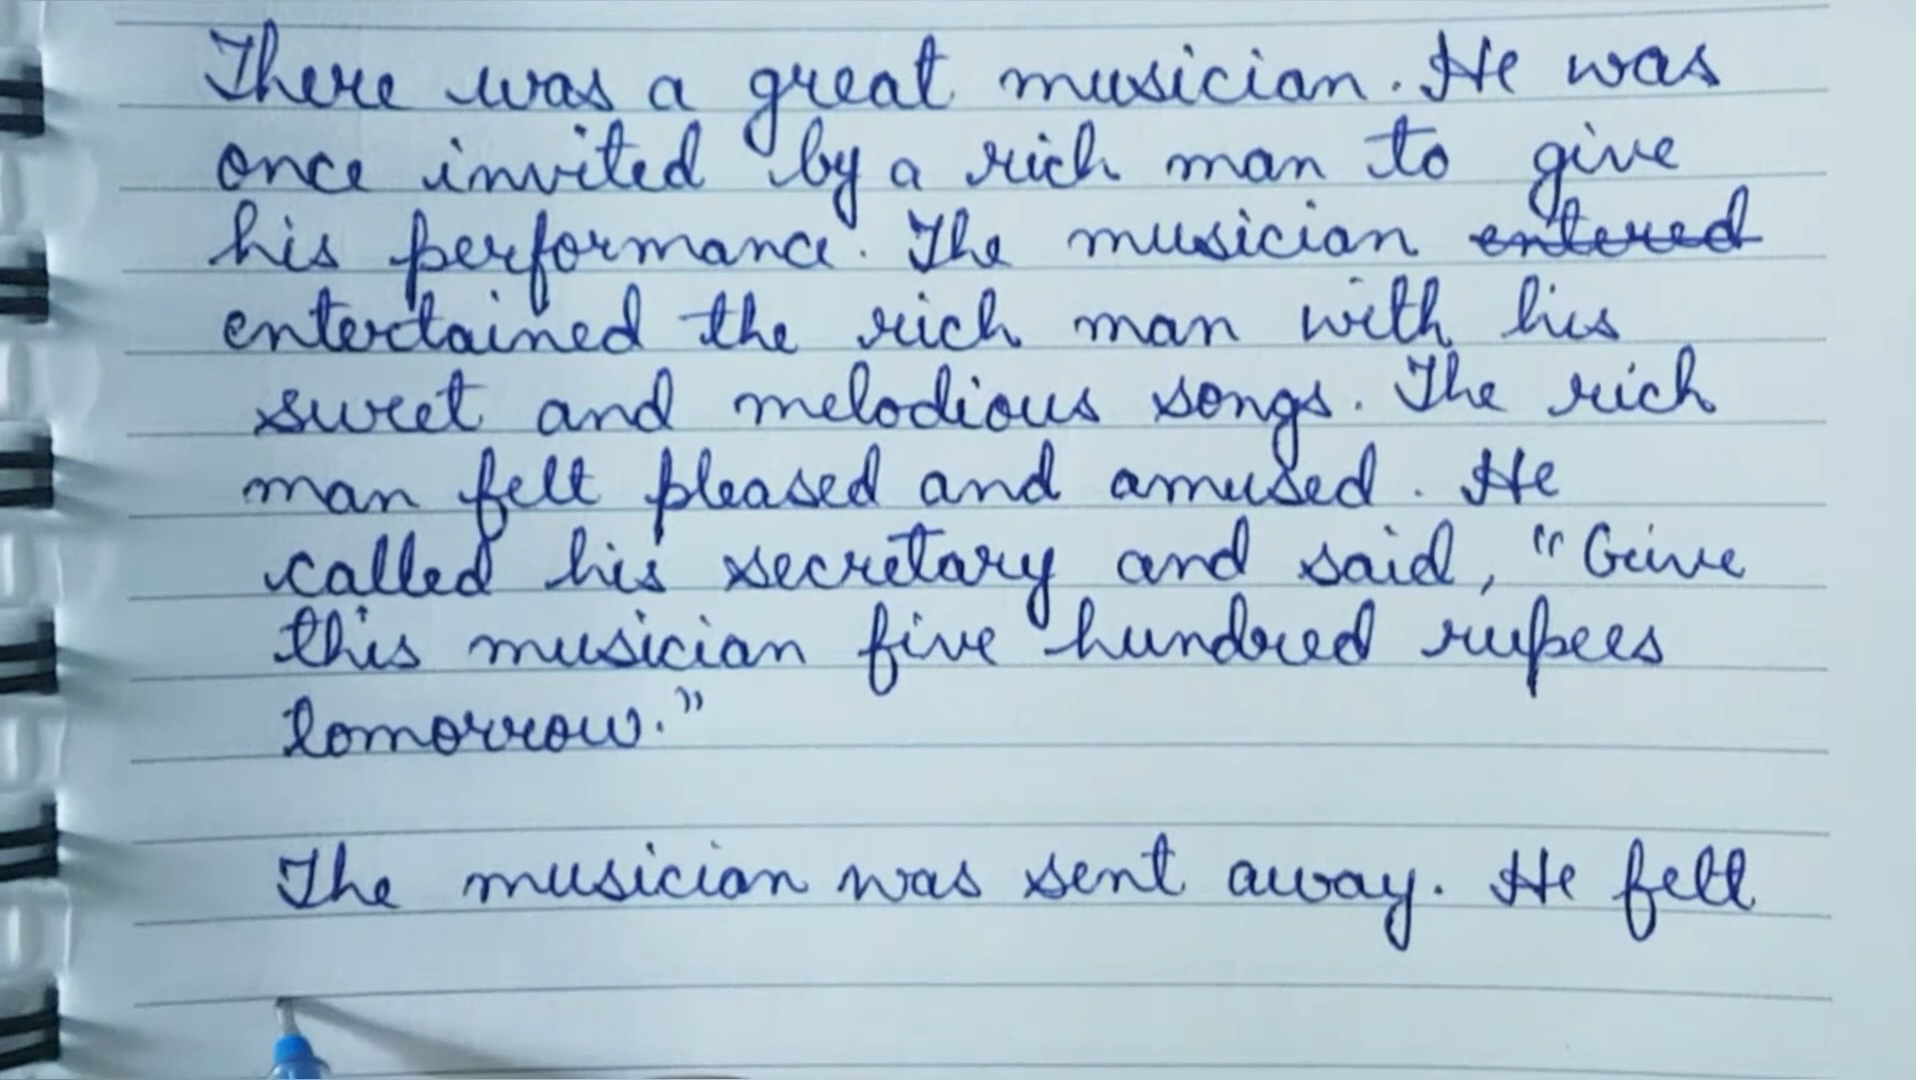 There was a great musician. He was
once invited by a rich man to give
his performance. The musician entered
entertained the rich man with his
sweet and melodious songs. The rich
man felt pleased and amused. He
called his secretary and said, "Give
this musician five hundred rupees
tomorrow."
The musician was sent away. He felt